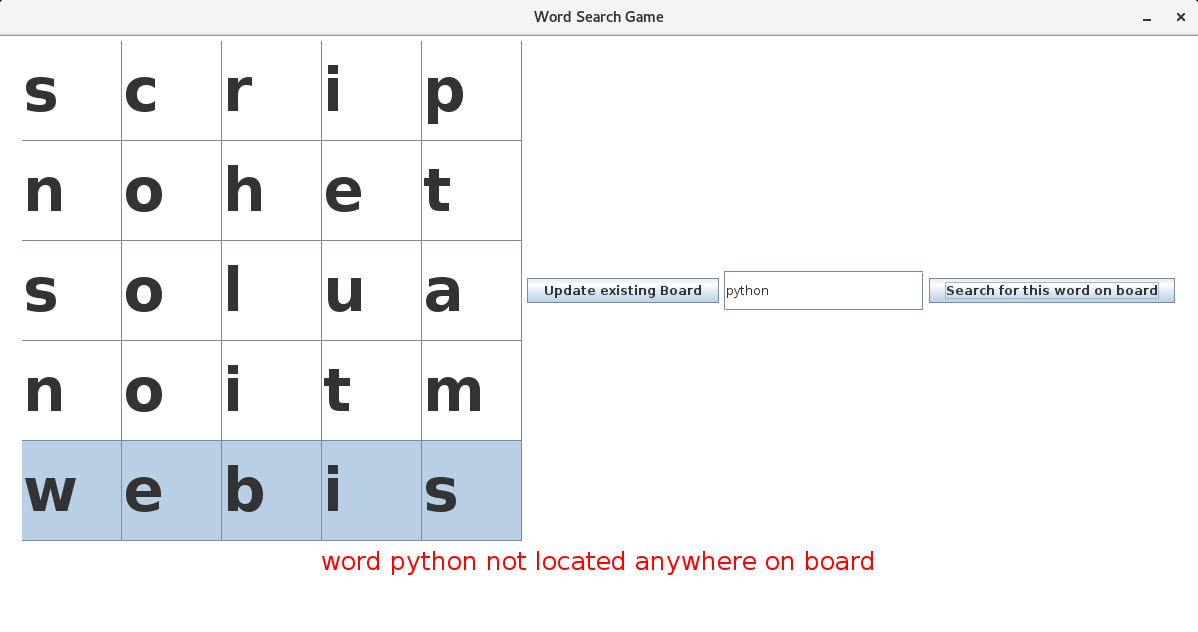 Word Search Game
s c r i p
n o h e t
s o l u a
Update existing Board python Search for this word on board
n o i t m
w e b i s
word python not located anywhere on board